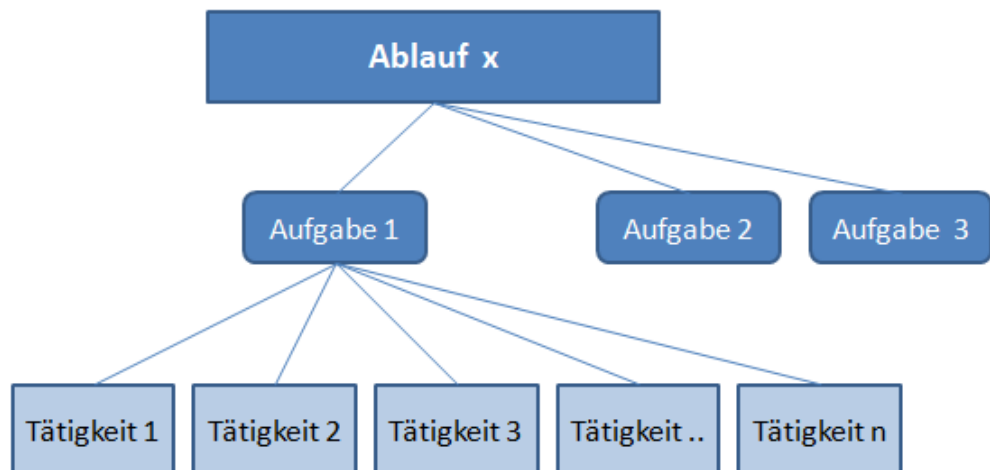 Ablauf x
Aufgabe 1
Aufgabe 2
Aufgabe 3
Tätigkeit 1
Tätigkeit 2
Tätigkeit 3
Tätigkeit ..
Tätigkeit n